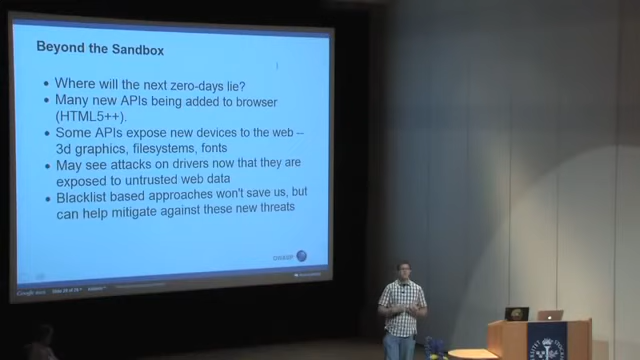 Beyond the Sandbox
• Where will the next zero-days lie?
• Many new APIs being added to browser
(HTML5++).
• Some APIs expose new devices to the web --
3d graphics, filesystems, fonts
• May see attacks on drivers now that they are
exposed to untrusted web data
• Blacklist based approaches won't save us, but
can help mitigate against these new threats
Google docs